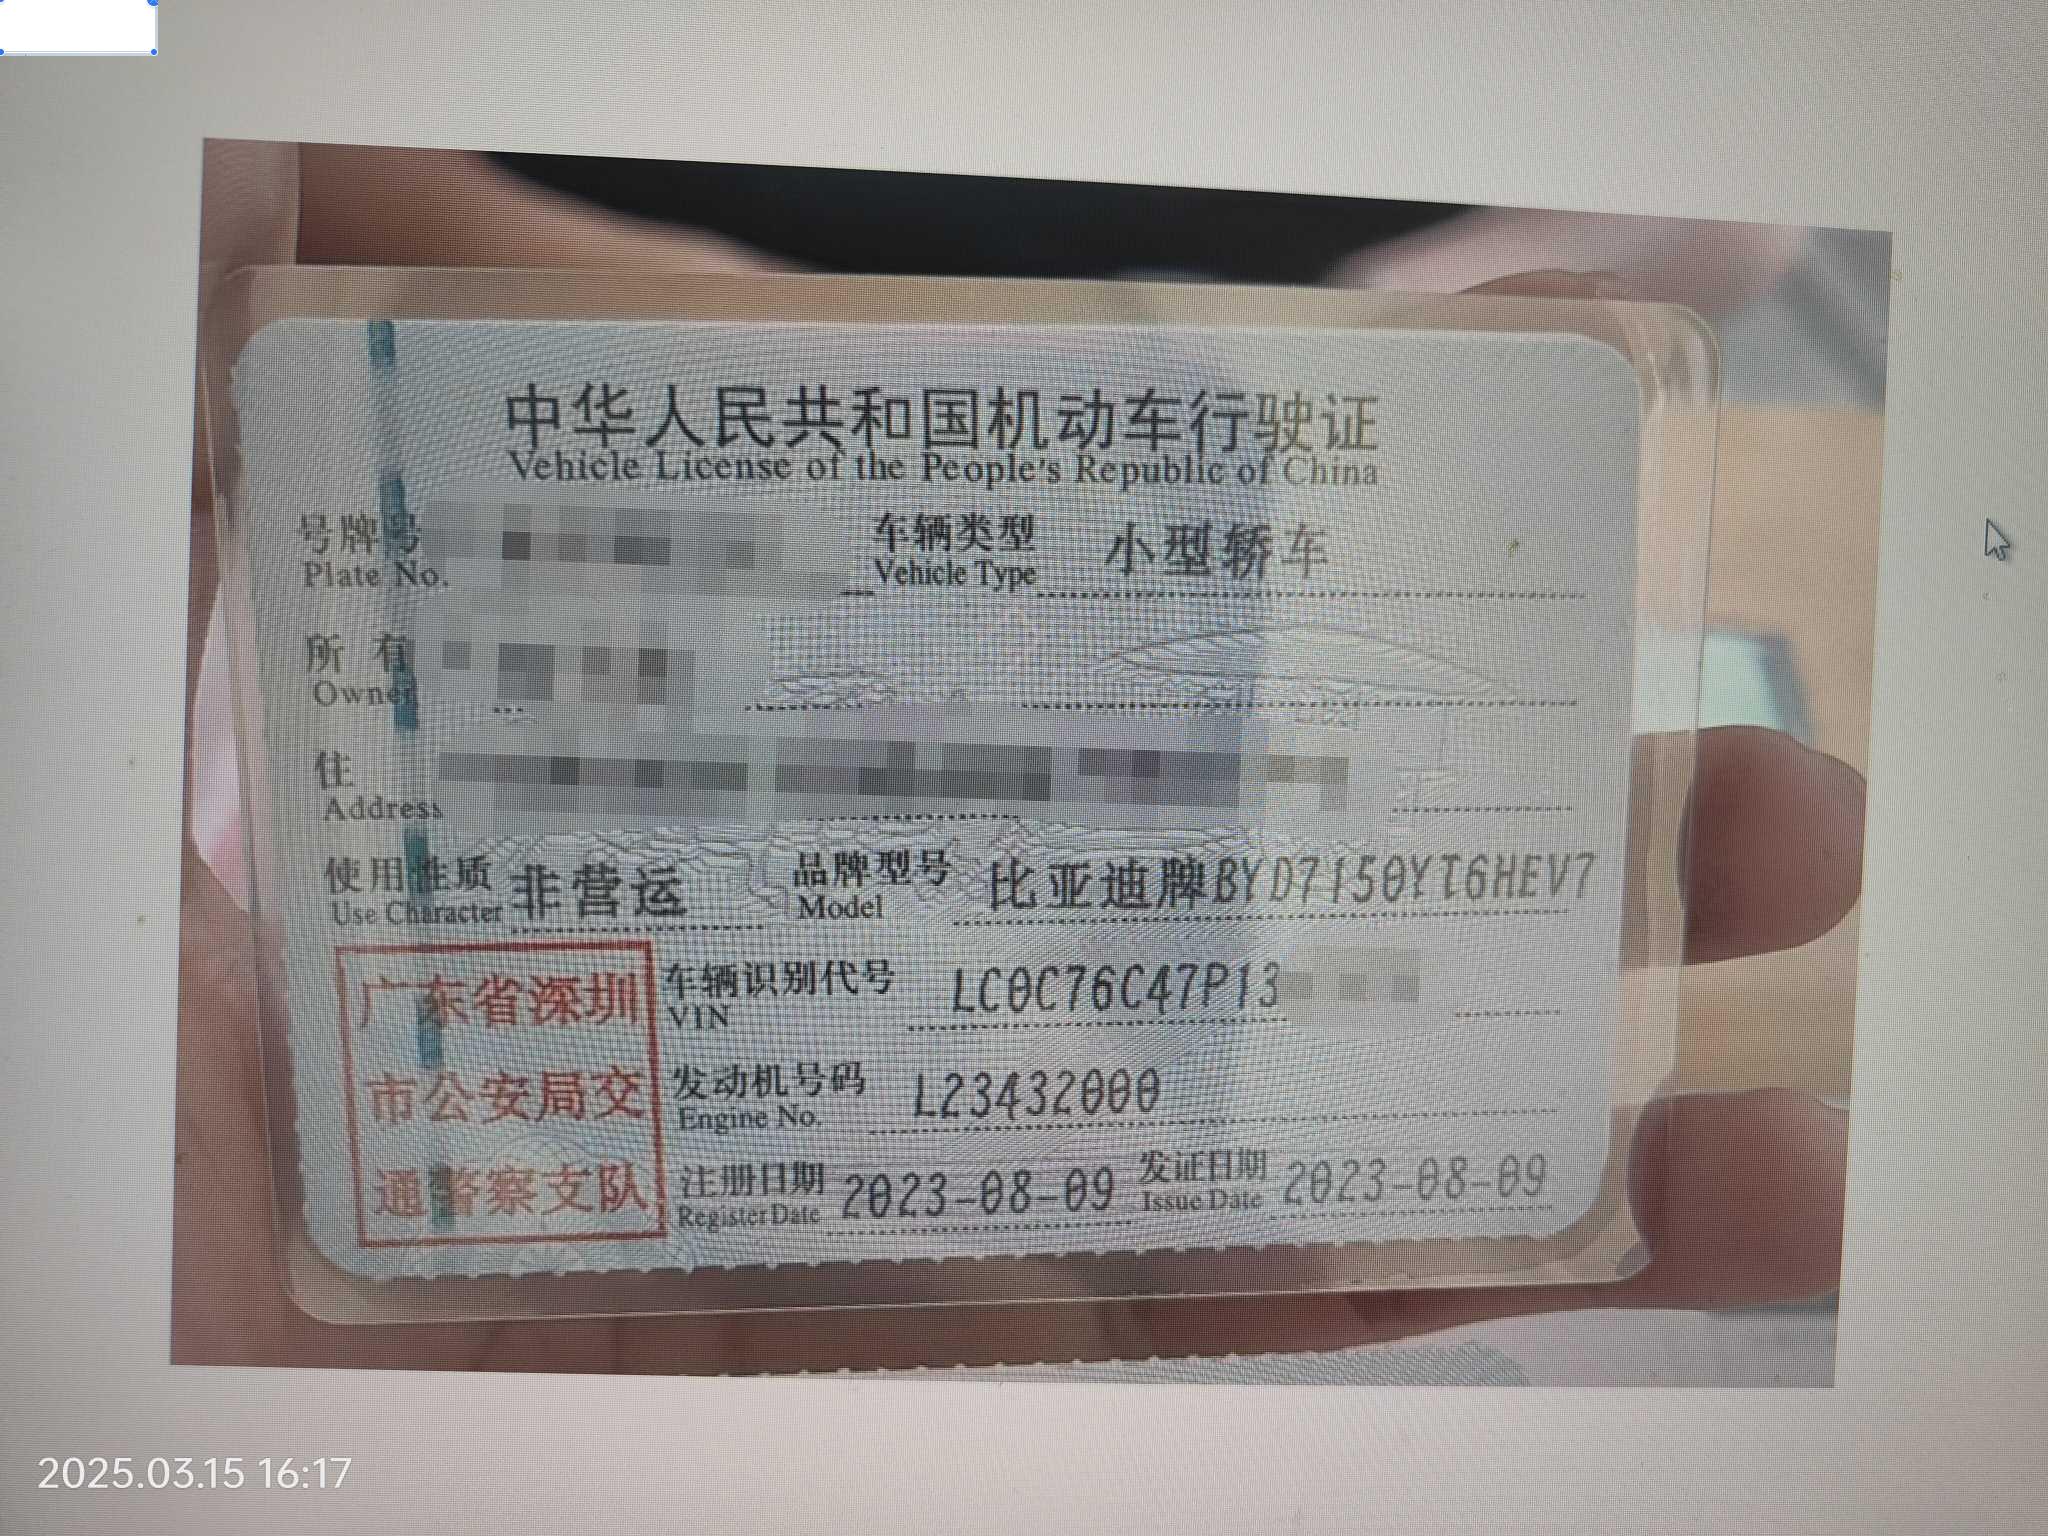 中华人民共和国机动车行驶证
Vehicle License of the People's Republic of China
号牌号 车辆类型 小型轿车
Plate No. Vehicle Type
所有
Owner
住
Address
使用性质 非营运 品牌型号 比亚迪牌BYD7150YT6HEV7
Use Character Model
广东省深圳
市公安局交
通警察支队
车辆识别代号 LC0C76C47P13
VIN
发动机号码 L23432000
Engine No.
注册日期 2023-08-09 发证日期 2023-08-09
Register Date Issue Date
2025.03.15 16:17